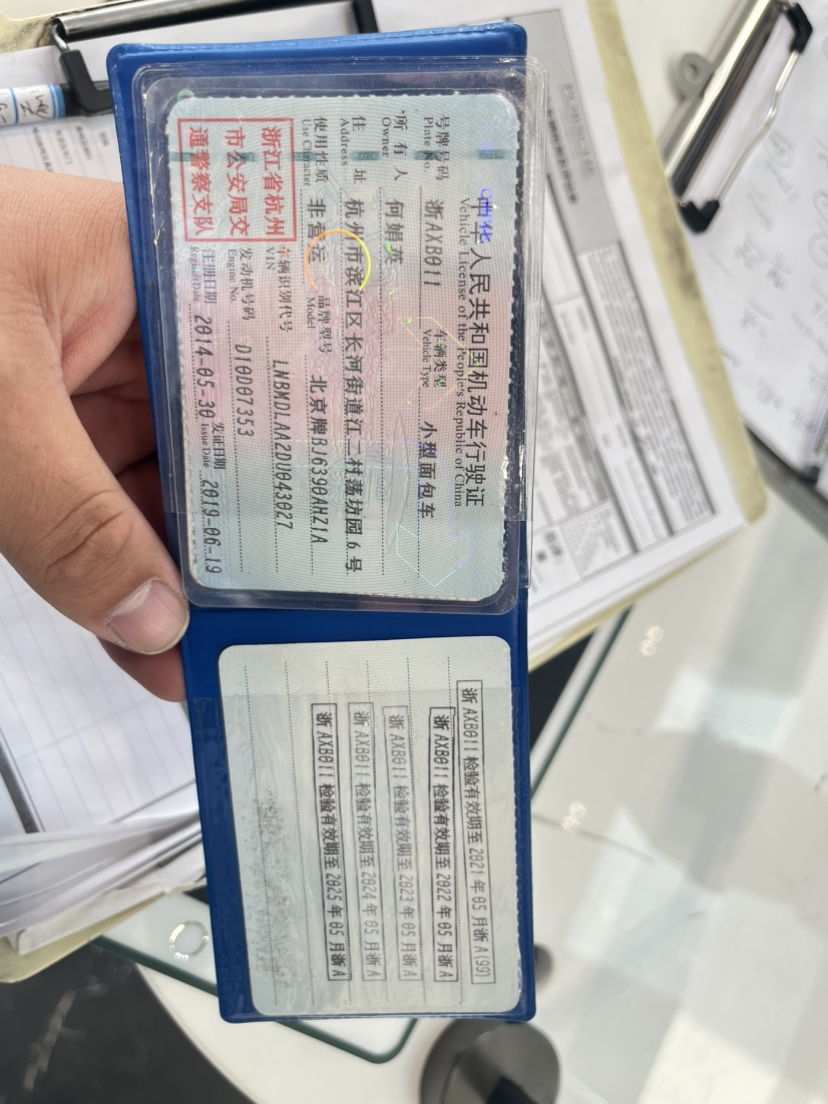 中华人民共和国机动车行驶证
Vehicle License of the People's Republic of China
号牌号码 浙AXB011 车辆类型 小型面包车
Plate No. Vehicle Type
所有人 何娟英
Owner
住址 杭州市滨江区长河街道江二村荡坊园6号
Address
使用性质 非营运 品牌型号 北京牌BJ6390AHZ1A
Use Character Model
浙江省杭州
市公安局交
通警察支队
车辆识别代号 LNBMDLAA2DU043027
VIN
发动机号码 D10D07353
Engine No.
注册日期 2014-05-30 发证日期 2019-06-19
Register Date Issue Date
浙AXB011检验有效期至2021年05月浙A(99)
浙AXB011检验有效期至2022年05月浙A
浙AXB011检验有效期至2023年05月浙A
浙AXB011检验有效期至2024年05月浙A
浙AXB011检验有效期至2025年05月浙A